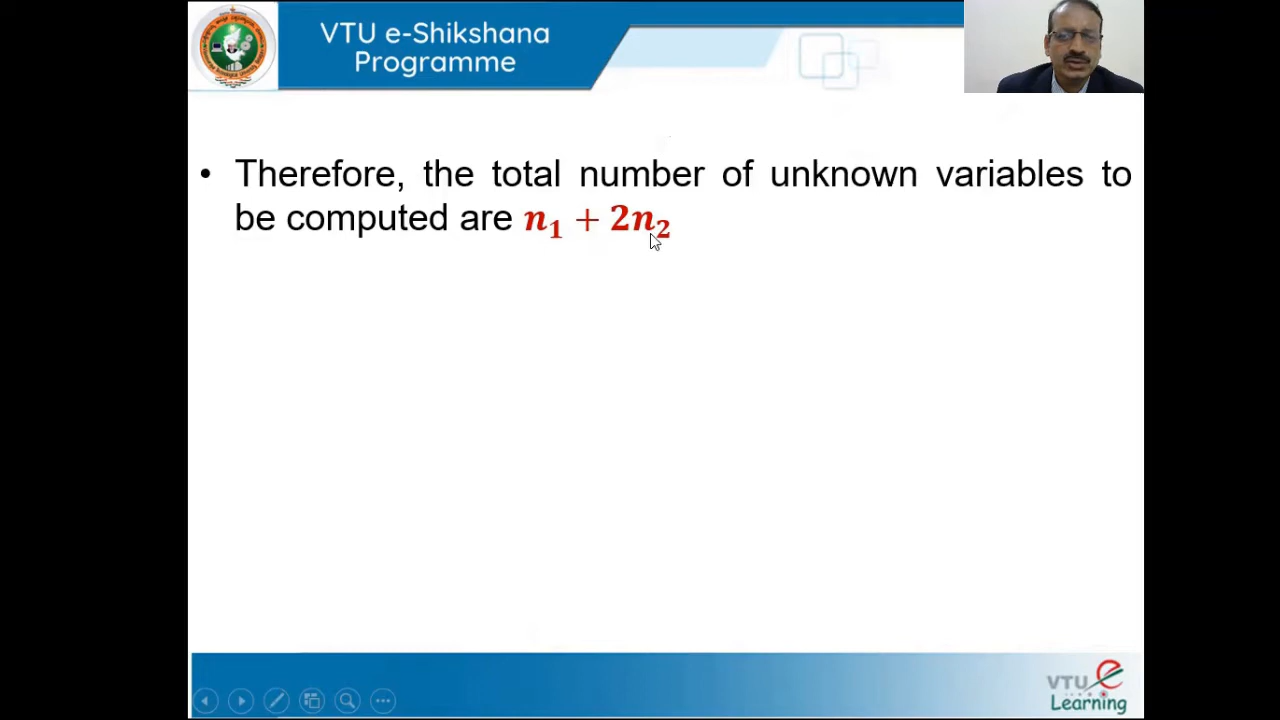 VTU e-Shikshana
Programme
• Therefore, the total number of unknown variables to
be computed are n₁ + 2n₂
VTU e
Learning